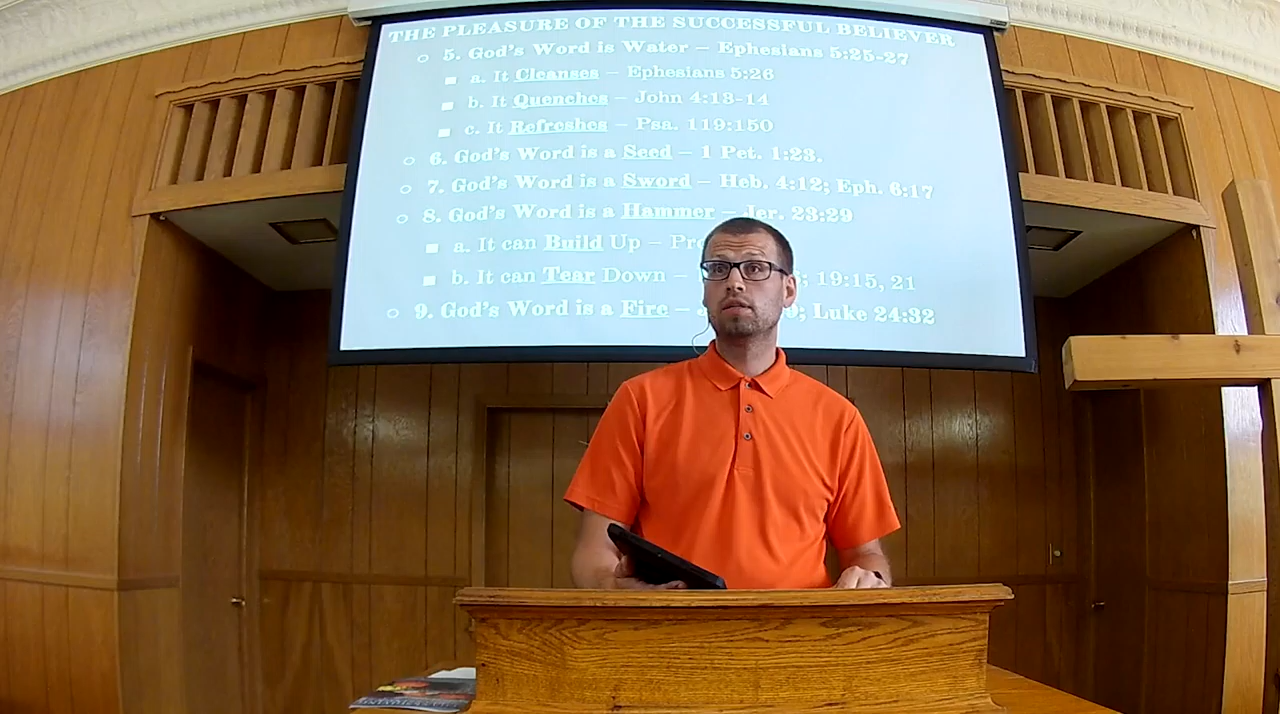 THE PLEASURE OF THE SUCCESSFUL BELIEVER
5. God's Word is Water – Ephesians 5:25-27
a. It Cleanses – Ephesians 5:26
b. It Quenches – John 4:13-14
c. It Refreshes – Psa. 119:150
6. God's Word is a Seed – 1 Pet. 1:23.
7. God's Word is a Sword – Heb. 4:12; Eph. 6:17
8. God's Word is a Hammer – Jer. 23:29
a. It can Build Up –
b. It can Tear Down – ; 19:15, 21
9. God's Word is a Fire – ; Luke 24:32